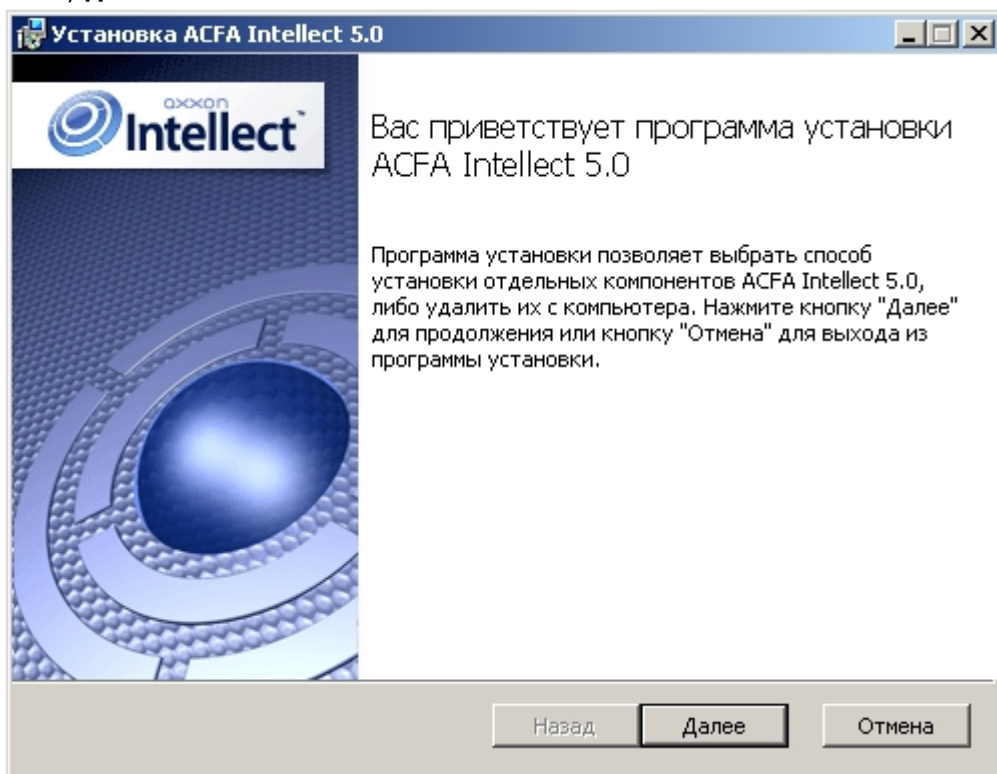 Установка ACFA Intellect 5.0
axxon
Intellect™
Вас приветствует программа установки
ACFA Intellect 5.0
Программа установки позволяет выбрать способ
установки отдельных компонентов ACFA Intellect 5.0,
либо удалить их с компьютера. Нажмите кнопку "Далее"
для продолжения или кнопку "Отмена" для выхода из
программы установки.
Назад
Далее
Отмена